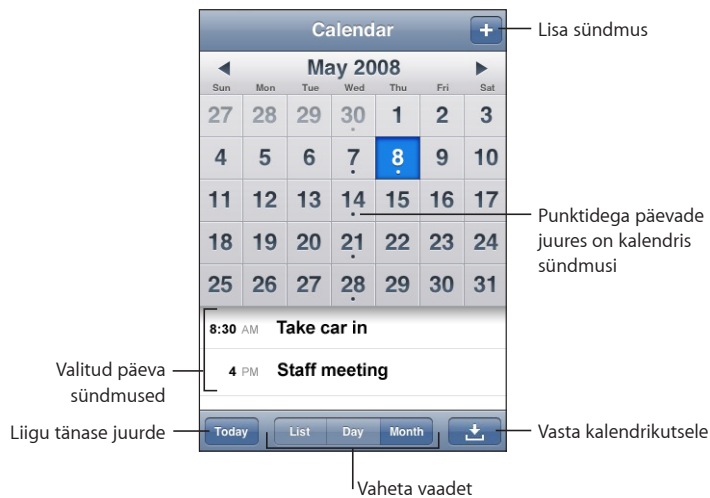 Calendar
+
Lisa sündmus
May 2008
Sun Mon Tue Wed Thu Fri Sat
27 28 29 30 1 2 3
4 5 6 7 8 9 10
11 12 13 14 15 16 17
Punktidega päevade
juures on kalendris
sündmusi
18 19 20 21 22 23 24
25 26 27 28 29 30 31
8:30 AM Take car in
4 PM Staff meeting
Valitud päeva
sündmused
Liigu tänase juurde
Today List Day Month
Vasta kalendrikutsele
Vaheta vaadet